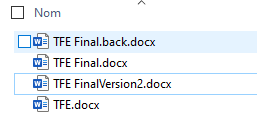 Nom
TFE Final.back.docx
TFE Final.docx
TFE FinalVersion2.docx
TFE.docx